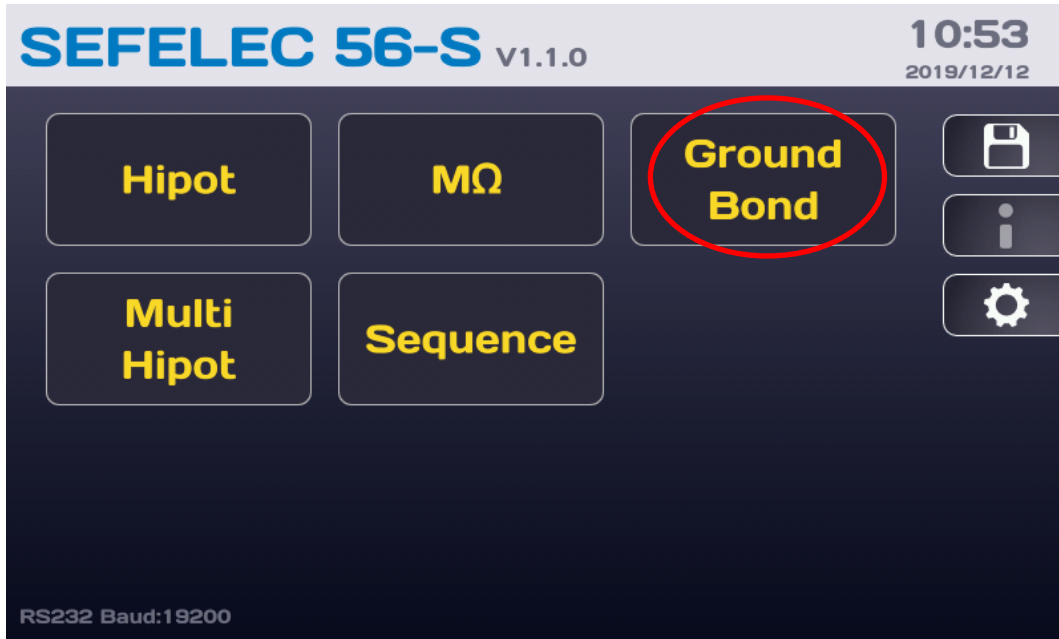 SEFELEC 56-S V1.1.0
10:53
2019/12/12
Hipot
MΩ
Ground
Bond
Multi
Hipot
Sequence
RS232 Baud:19200